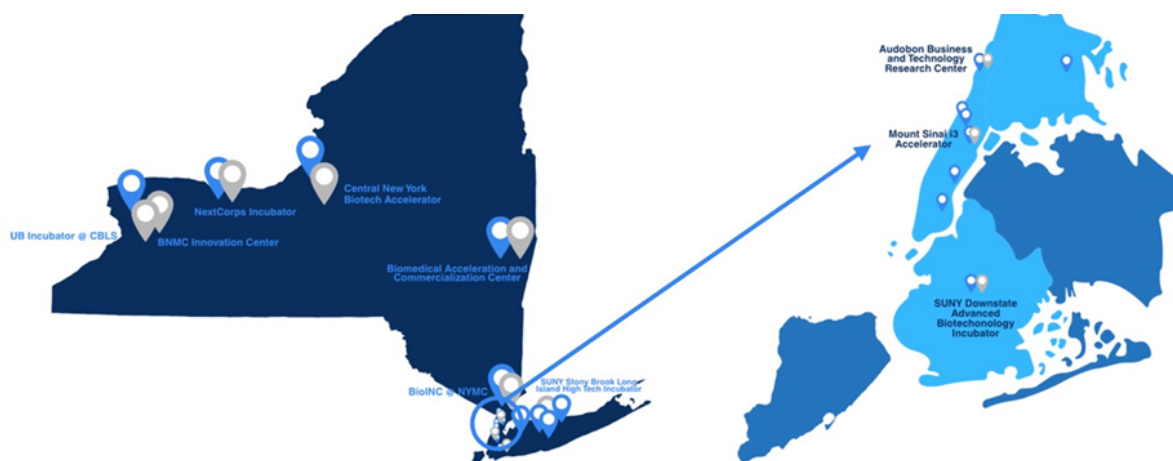 Central New York
Biotech Accelerator
NextCorps Incubator
UB Incubator @ CBLS
BNMC Innovation Center
Biomedical Acceleration and
Commercialization Center
BioINC @ NYMC
SUNY Stony Brook Long
Island High Tech Incubator
Audobon Business
and Technology
Research Center
Mount Sinai i3
Accelerator
SUNY Downstate
Advanced
Biotechonology
Incubator